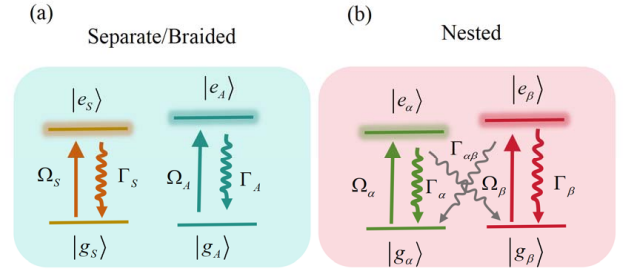 (a)
Separate/Braided
|e_S⟩
|e_A⟩
Ω_S
Γ_S
Ω_A
Γ_A
|g_S⟩
|g_A⟩
(b)
Nested
|e_α⟩
|e_β⟩
Γ_αβ
Ω_α
Γ_α
Ω_β
Γ_β
|g_α⟩
|g_β⟩